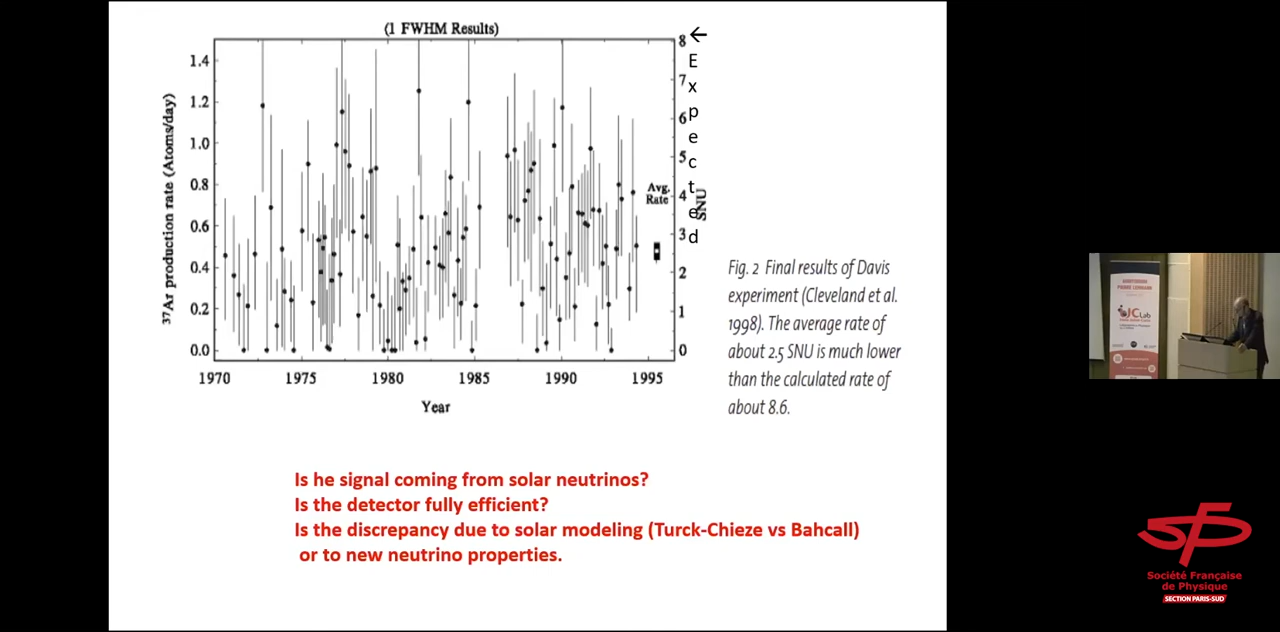 (1 FWHM Results)
37Ar production rate (Atoms/day)
1.4
1.2
1.0
0.8
0.6
0.4
0.2
0.0
8
7
6
5
4
3
2
1
0
SNU
←
E
x
p
e
c
t
e
d
Avg.
Rate
1970 1975 1980 1985 1990 1995
Year
Fig. 2 Final results of Davis
experiment (Cleveland et al.
1998). The average rate of
about 2.5 SNU is much lower
than the calculated rate of
about 8.6.
Is he signal coming from solar neutrinos?
Is the detector fully efficient?
Is the discrepancy due to solar modeling (Turck-Chieze vs Bahcall)
or to new neutrino properties.
JCLab
sfp
Société Française
de Physique
SECTION PARIS-SUD